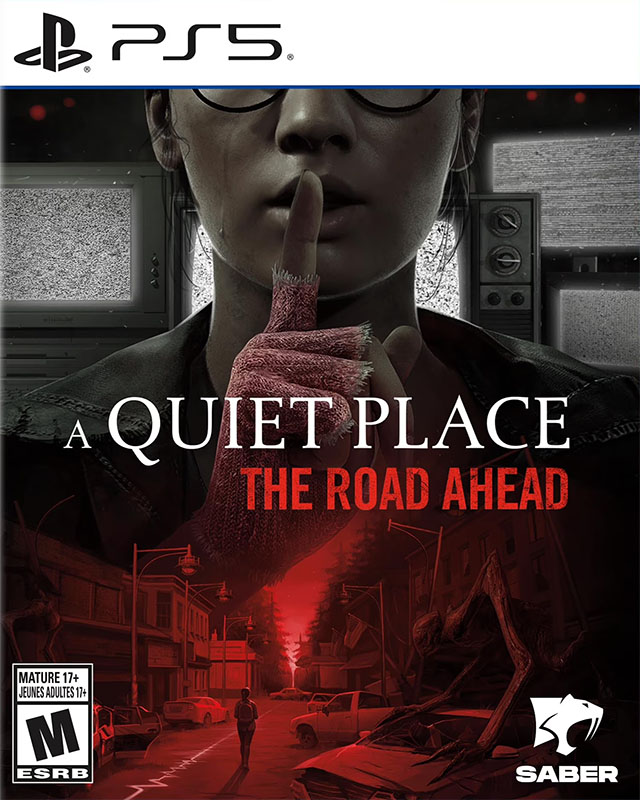 PS5
A QUIET PLACE
THE ROAD AHEAD
MATURE 17+
JEUNES ADULTES 17+
M
ESRB
SABER